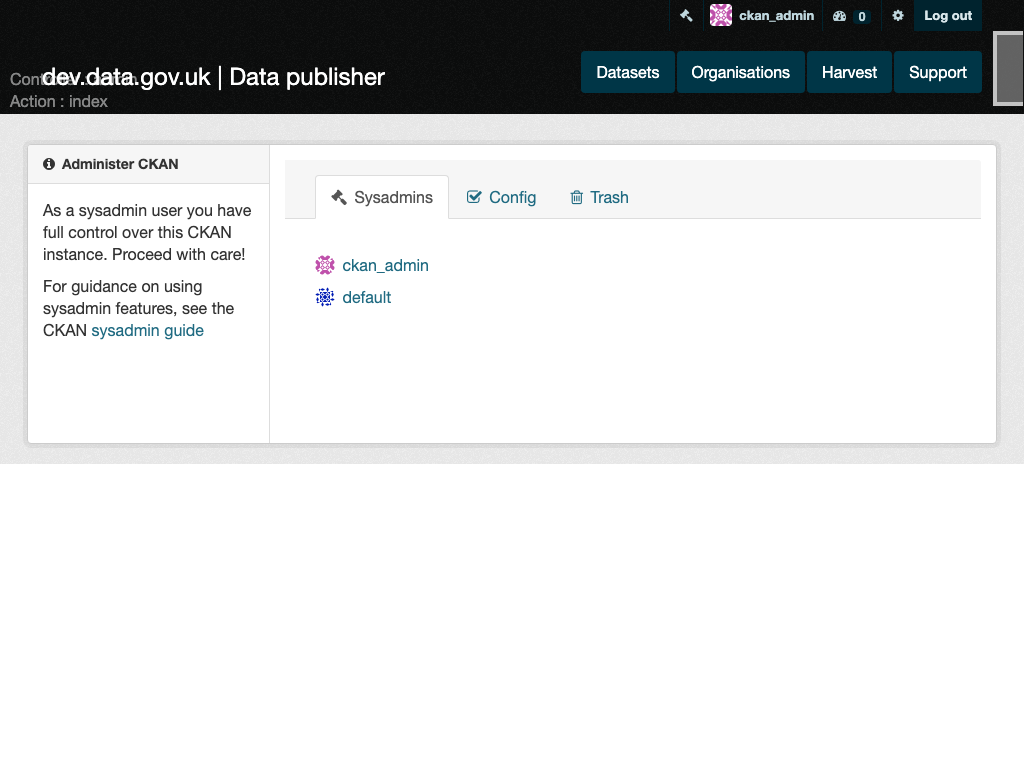 ckan_admin
0
Log out
dev.data.gov.uk | Data publisher
Action : index
Datasets
Organisations
Harvest
Support
Administer CKAN
As a sysadmin user you have
full control over this CKAN
instance. Proceed with care!
For guidance on using
sysadmin features, see the
CKAN sysadmin guide
Sysadmins
Config
Trash
ckan_admin
default